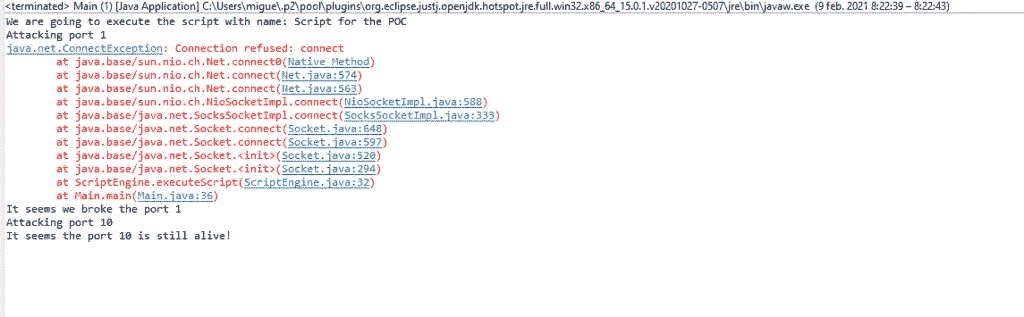 <terminated> Main (1) [Java Application] C:\Users\migue\.p2\pool\plugins\org.eclipse.justj.openjdk.hotspot.jre.full.win32.x86_64_15.0.1.v20201027-0507\jre\bin\javaw.exe (9 feb. 2021 8:22:39 – 8:22:43)
We are going to execute the script with name: Script for the POC
Attacking port 1
java.net.ConnectException: Connection refused: connect
at java.base/sun.nio.ch.Net.connect0(Native Method)
at java.base/sun.nio.ch.Net.connect(Net.java:574)
at java.base/sun.nio.ch.Net.connect(Net.java:563)
at java.base/sun.nio.ch.NioSocketImpl.connect(NioSocketImpl.java:588)
at java.base/java.net.SocksSocketImpl.connect(SocksSocketImpl.java:333)
at java.base/java.net.Socket.connect(Socket.java:648)
at java.base/java.net.Socket.connect(Socket.java:597)
at java.base/java.net.Socket.<init>(Socket.java:520)
at java.base/java.net.Socket.<init>(Socket.java:294)
at ScriptEngine.executeScript(ScriptEngine.java:32)
at Main.main(Main.java:36)
It seems we broke the port 1
Attacking port 10
It seems the port 10 is still alive!